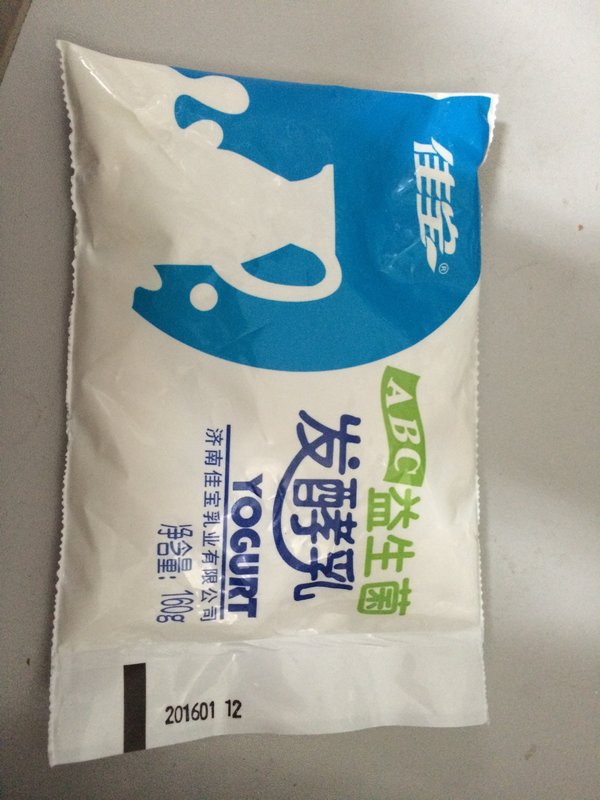 佳宝®
ABC益生菌
发酵乳
YOGURT
济南佳宝乳业有限公司
净含量：160g
201601 12